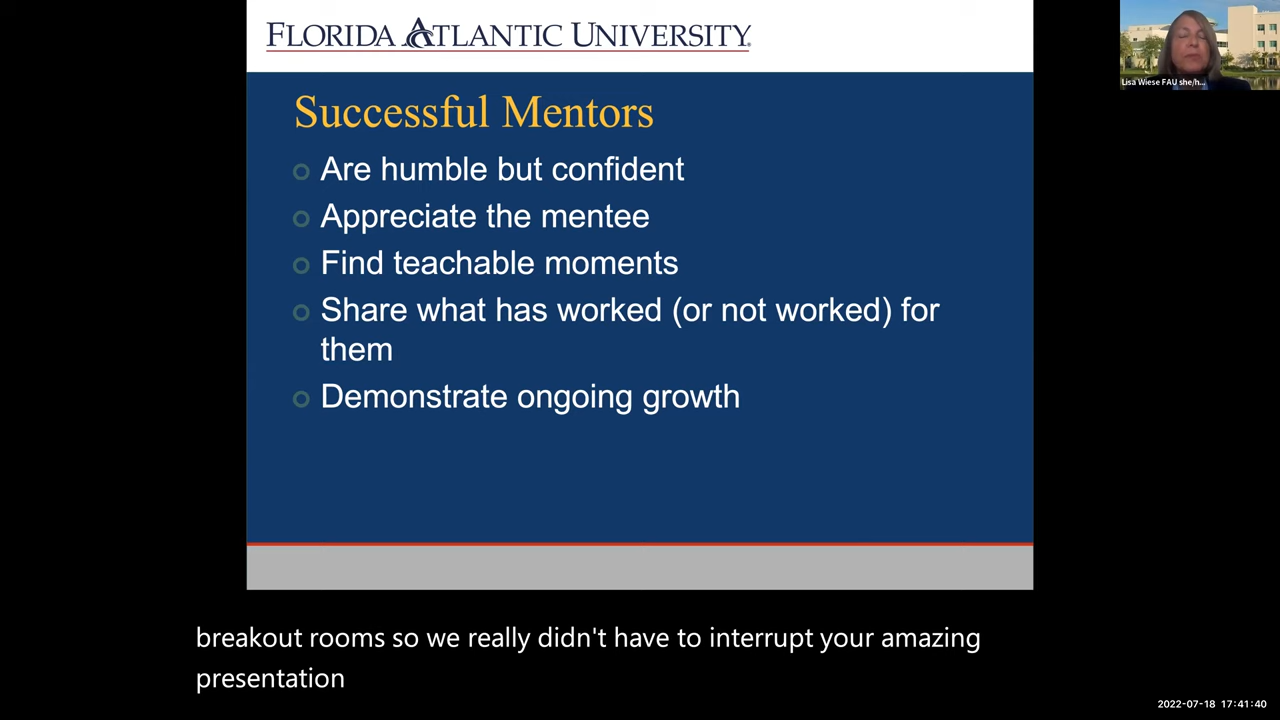 FLORIDA ATLANTIC UNIVERSITY
Lisa Wiese FAU she/h...
Successful Mentors
Are humble but confident
Appreciate the mentee
Find teachable moments
Share what has worked (or not worked) for
them
Demonstrate ongoing growth
breakout rooms so we really didn't have to interrupt your amazing
presentation
2022-07-18 17:41:40